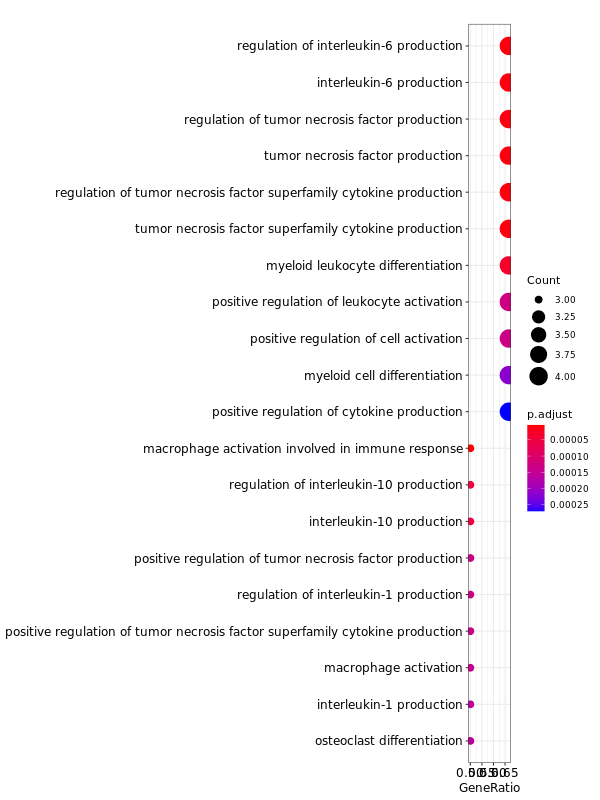 regulation of interleukin-6 production
interleukin-6 production
regulation of tumor necrosis factor production
tumor necrosis factor production
regulation of tumor necrosis factor superfamily cytokine production
tumor necrosis factor superfamily cytokine production
myeloid leukocyte differentiation
positive regulation of leukocyte activation
positive regulation of cell activation
myeloid cell differentiation
positive regulation of cytokine production
macrophage activation involved in immune response
regulation of interleukin-10 production
interleukin-10 production
positive regulation of tumor necrosis factor production
regulation of interleukin-1 production
positive regulation of tumor necrosis factor superfamily cytokine production
macrophage activation
interleukin-1 production
osteoclast differentiation
GeneRatio
Count
3.00
3.25
3.50
3.75
4.00
p.adjust
0.00005
0.00010
0.00015
0.00020
0.00025